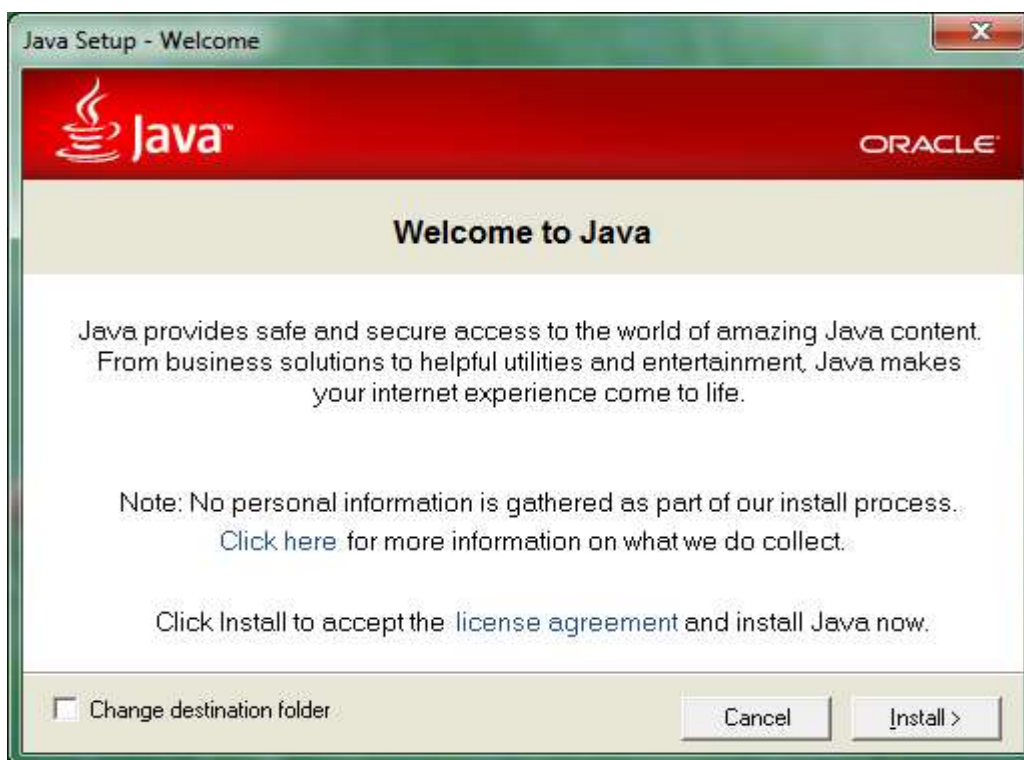 Java Setup - Welcome
Java™
ORACLE
Welcome to Java
Java provides safe and secure access to the world of amazing Java content.
From business solutions to helpful utilities and entertainment, Java makes
your internet experience come to life.
Note: No personal information is gathered as part of our install process.
Click here for more information on what we do collect.
Click Install to accept the license agreement and install Java now.
Change destination folder
Cancel
Install >